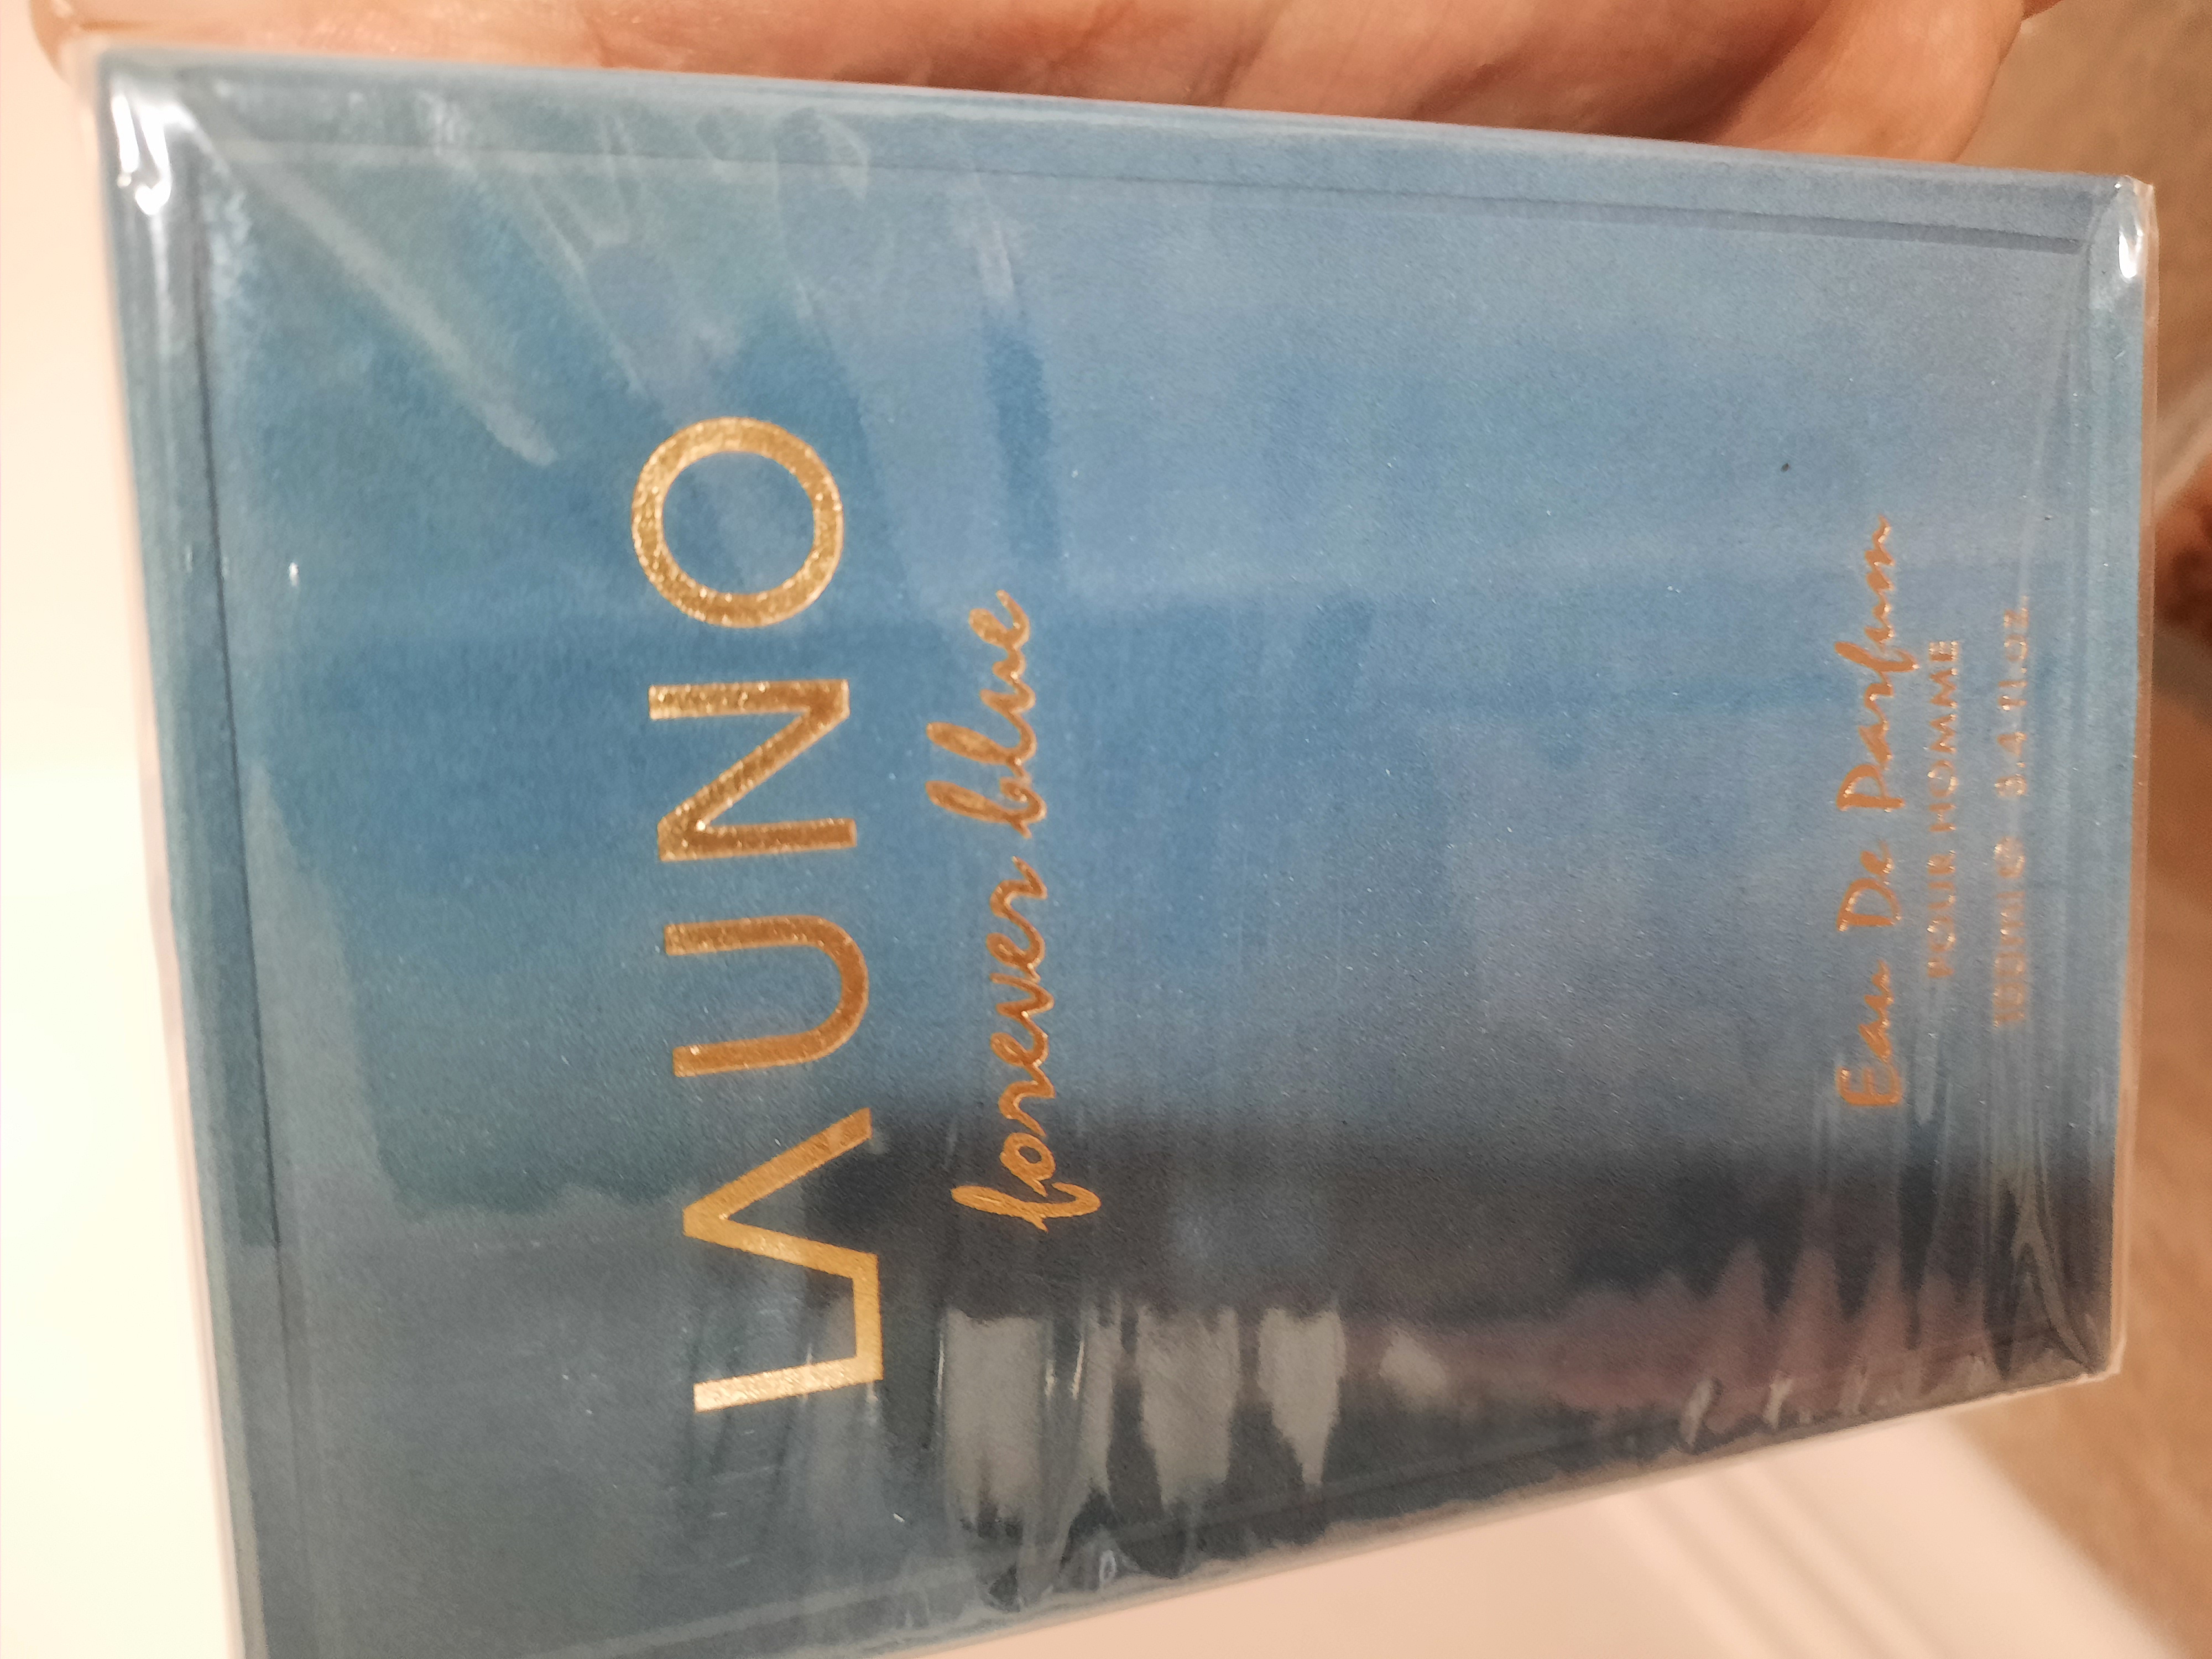 LAUNO
forever blue
Eau De Parfum
POUR HOMME
100ml ℮ 3.4 fl.oz.